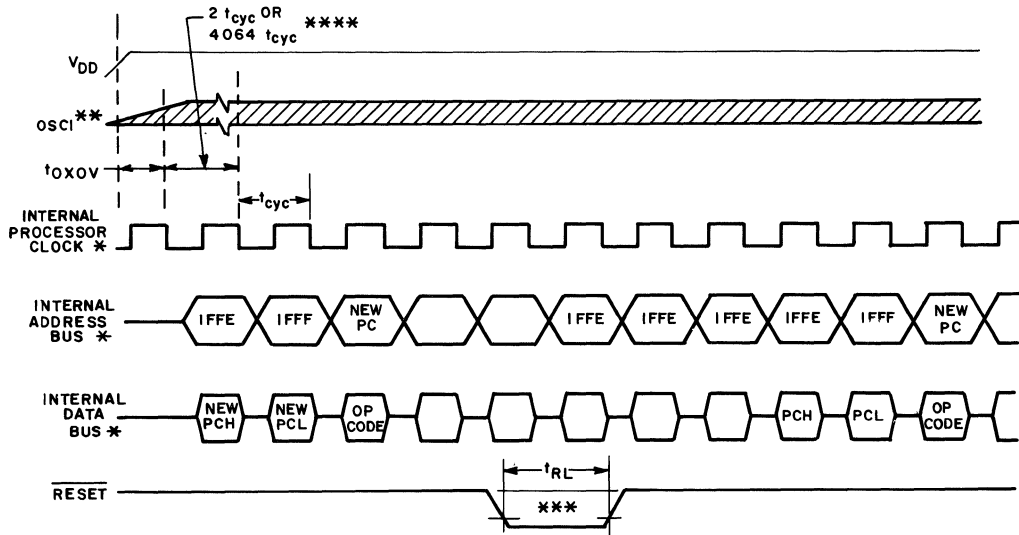 2 tcyc OR
4064 tcyc ****
VDD
OSC1**
tOXOV
tcyc
INTERNAL
PROCESSOR
CLOCK *
INTERNAL
ADDRESS
BUS *
1FFE
1FFF
NEW
PC
1FFE
1FFE
1FFE
1FFE
1FFF
NEW
PC
INTERNAL
DATA
BUS *
NEW
PCH
NEW
PCL
OP
CODE
PCH
PCL
OP
CODE
tRL
RESET
***